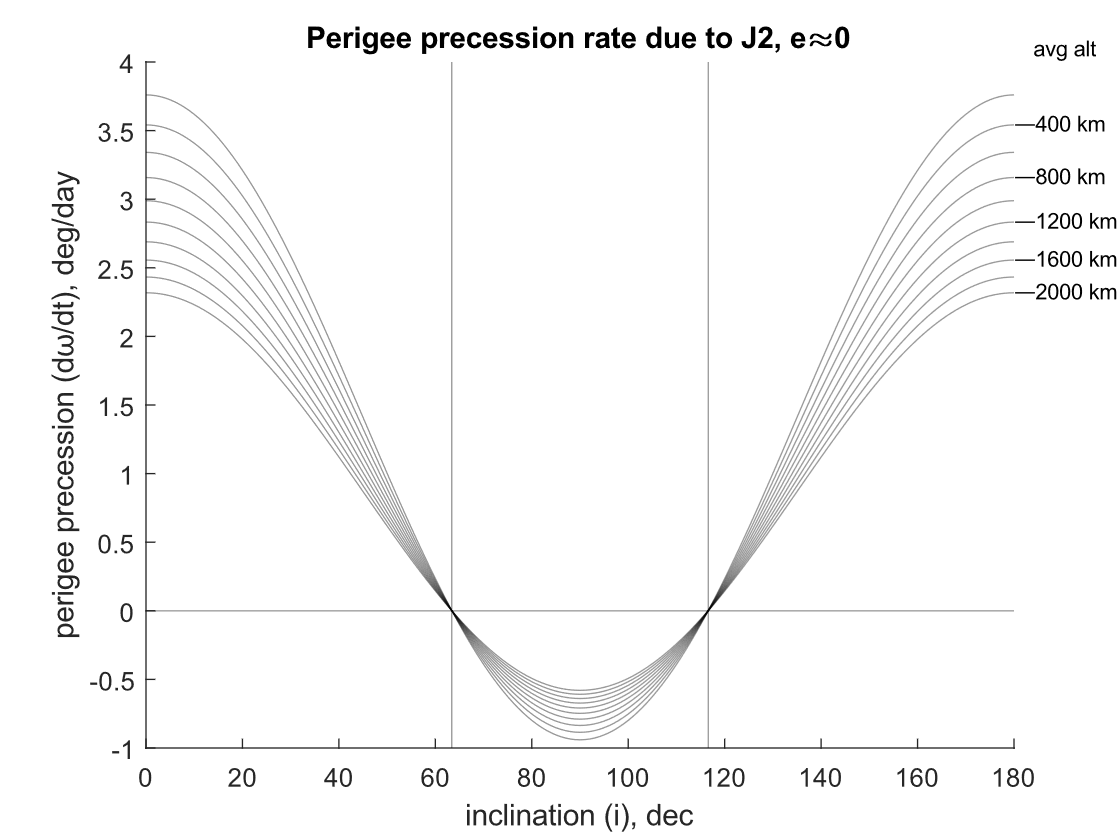 Perigee precession rate due to J2, e≈0
avg alt
4
3.5
3
2.5
2
1.5
1
0.5
0
-0.5
-1
perigee precession (dω/dt), deg/day
400 km
800 km
1200 km
1600 km
2000 km
0 20 40 60 80 100 120 140 160 180
inclination (i), dec